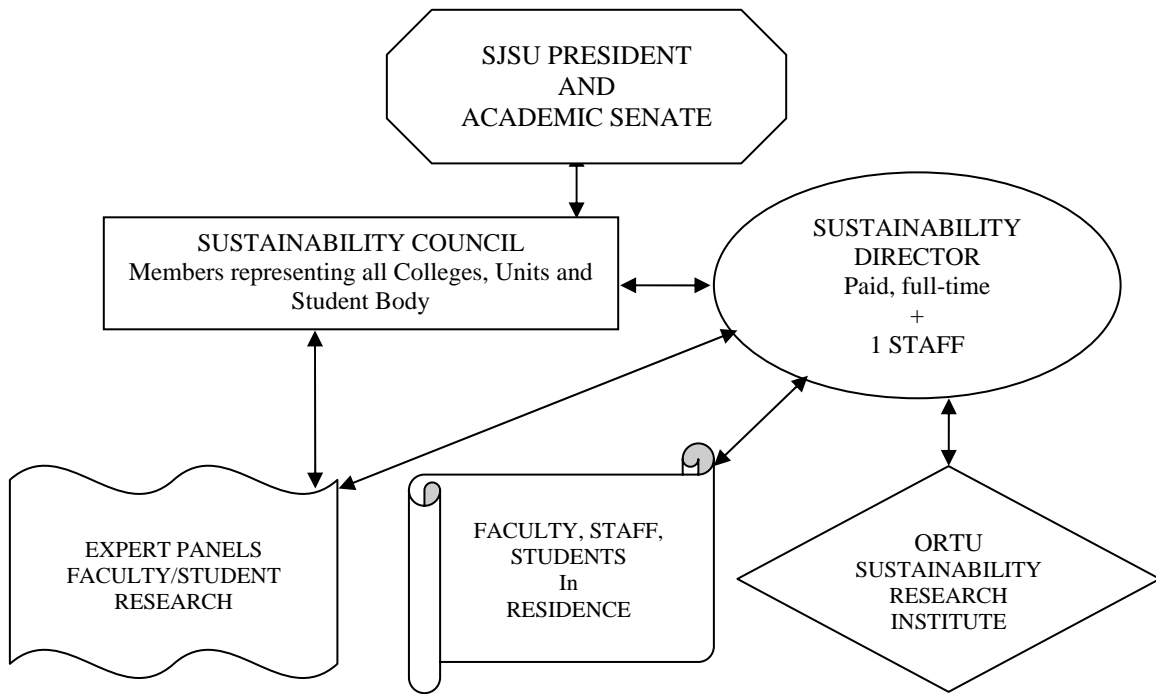 SJSU PRESIDENT
AND
ACADEMIC SENATE
SUSTAINABILITY COUNCIL
Members representing all Colleges, Units and
Student Body
SUSTAINABILITY
DIRECTOR
Paid, full-time
+
1 STAFF
EXPERT PANELS
FACULTY/STUDENT
RESEARCH
FACULTY, STAFF,
STUDENTS
In
RESIDENCE
ORTU
SUSTAINABILITY
RESEARCH
INSTITUTE